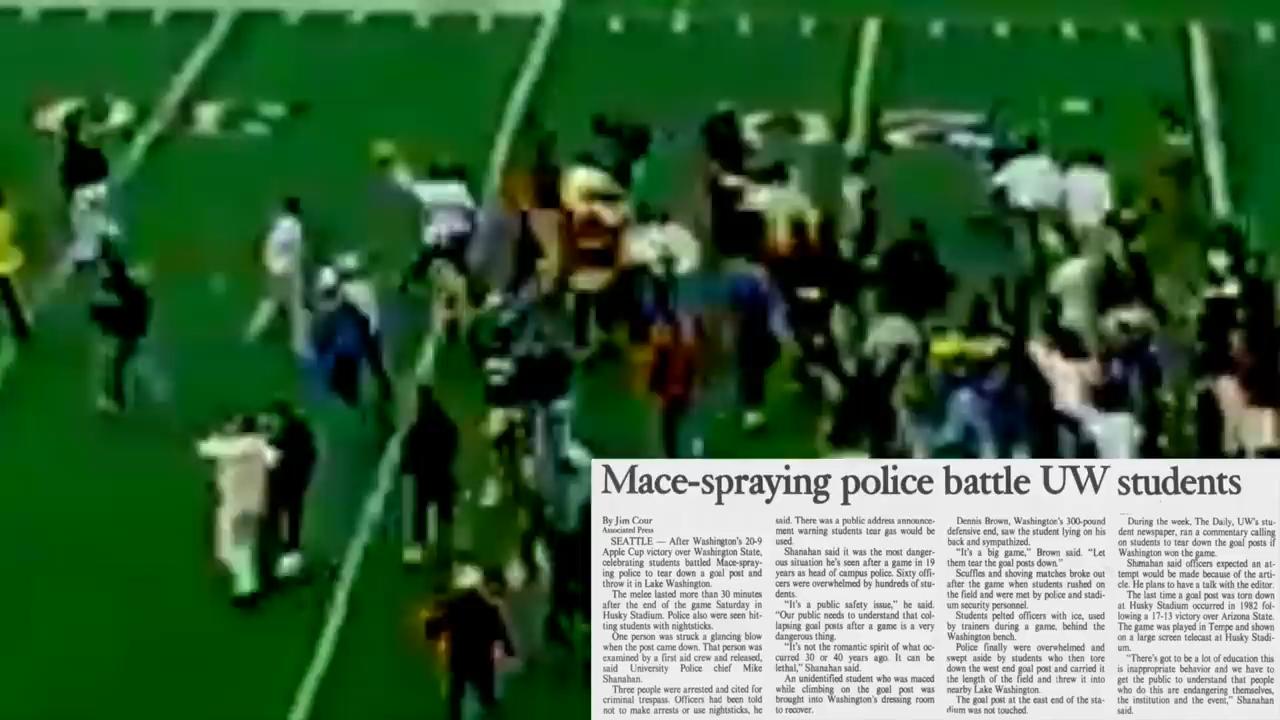 Mace-spraying police battle UW students
By Jim Cour
Associated Press
SEATTLE — After Washington's 20-9
Apple Cup victory over Washington State,
celebrating students battled Mace-spray-
ing police to tear down a goal post and
throw it in Lake Washington.
The melee lasted more than 30 minutes
after the end of the game Saturday in
Husky Stadium. Police also were seen hit-
ting students with nightsticks.
One person was struck a glancing blow
when the post came down. That person was
examined by a first aid crew and released,
said University Police chief Mike
Shanahan.
Three people were arrested and cited for
criminal trespass. Officers had been told
not to make arrests or use nightsticks, he
said. There was a public address announce-
ment warning students tear gas would be
used.
Shanahan said it was the most danger-
ous situation he's seen after a game in 19
years as head of campus police. Sixty offi-
cers were overwhelmed by hundreds of stu-
dents.
"It's a public safety issue," he said.
"Our public needs to understand that col-
lapsing goal posts after a game is a very
dangerous thing.
"It's not the romantic spirit of what oc-
curred 30 or 40 years ago. It can be
lethal," Shanahan said.
An unidentified student who was maced
while climbing on the goal post was
brought into Washington's dressing room
to recover.
Dennis Brown, Washington's 300-pound
defensive end, saw the student lying on his
back and sympathized.
"It's a big game," Brown said. "Let
them tear the goal posts down."
Scuffles and shoving matches broke out
after the game when students rushed on
the field and were met by police and stadi-
um security personnel.
Students pelted officers with ice, used
by trainers during a game, behind the
Washington bench.
Police finally were overwhelmed and
swept aside by students who then tore
down the west end goal post and carried it
the length of the field and threw it into
nearby Lake Washington.
The goal post at the east end of the sta-
dium was not touched.
During the week, The Daily, UW's stu-
dent newspaper, ran a commentary calling
on students to tear down the goal posts if
Washington won the game.
Shanahan said officers expected an at-
tempt would be made because of the arti-
cle. He plans to have a talk with the editor.
The last time a goal post was torn down
at Husky Stadium occurred in 1982 fol-
lowing a 17-13 victory over Arizona State.
The game was played in Tempe and shown
on a large screen telecast at Husky Stadi-
um.
"There's got to be a lot of education this
is inappropriate behavior and we have to
get the public to understand that people
who do this are endangering themselves,
the institution and the event," Shanahan
said.